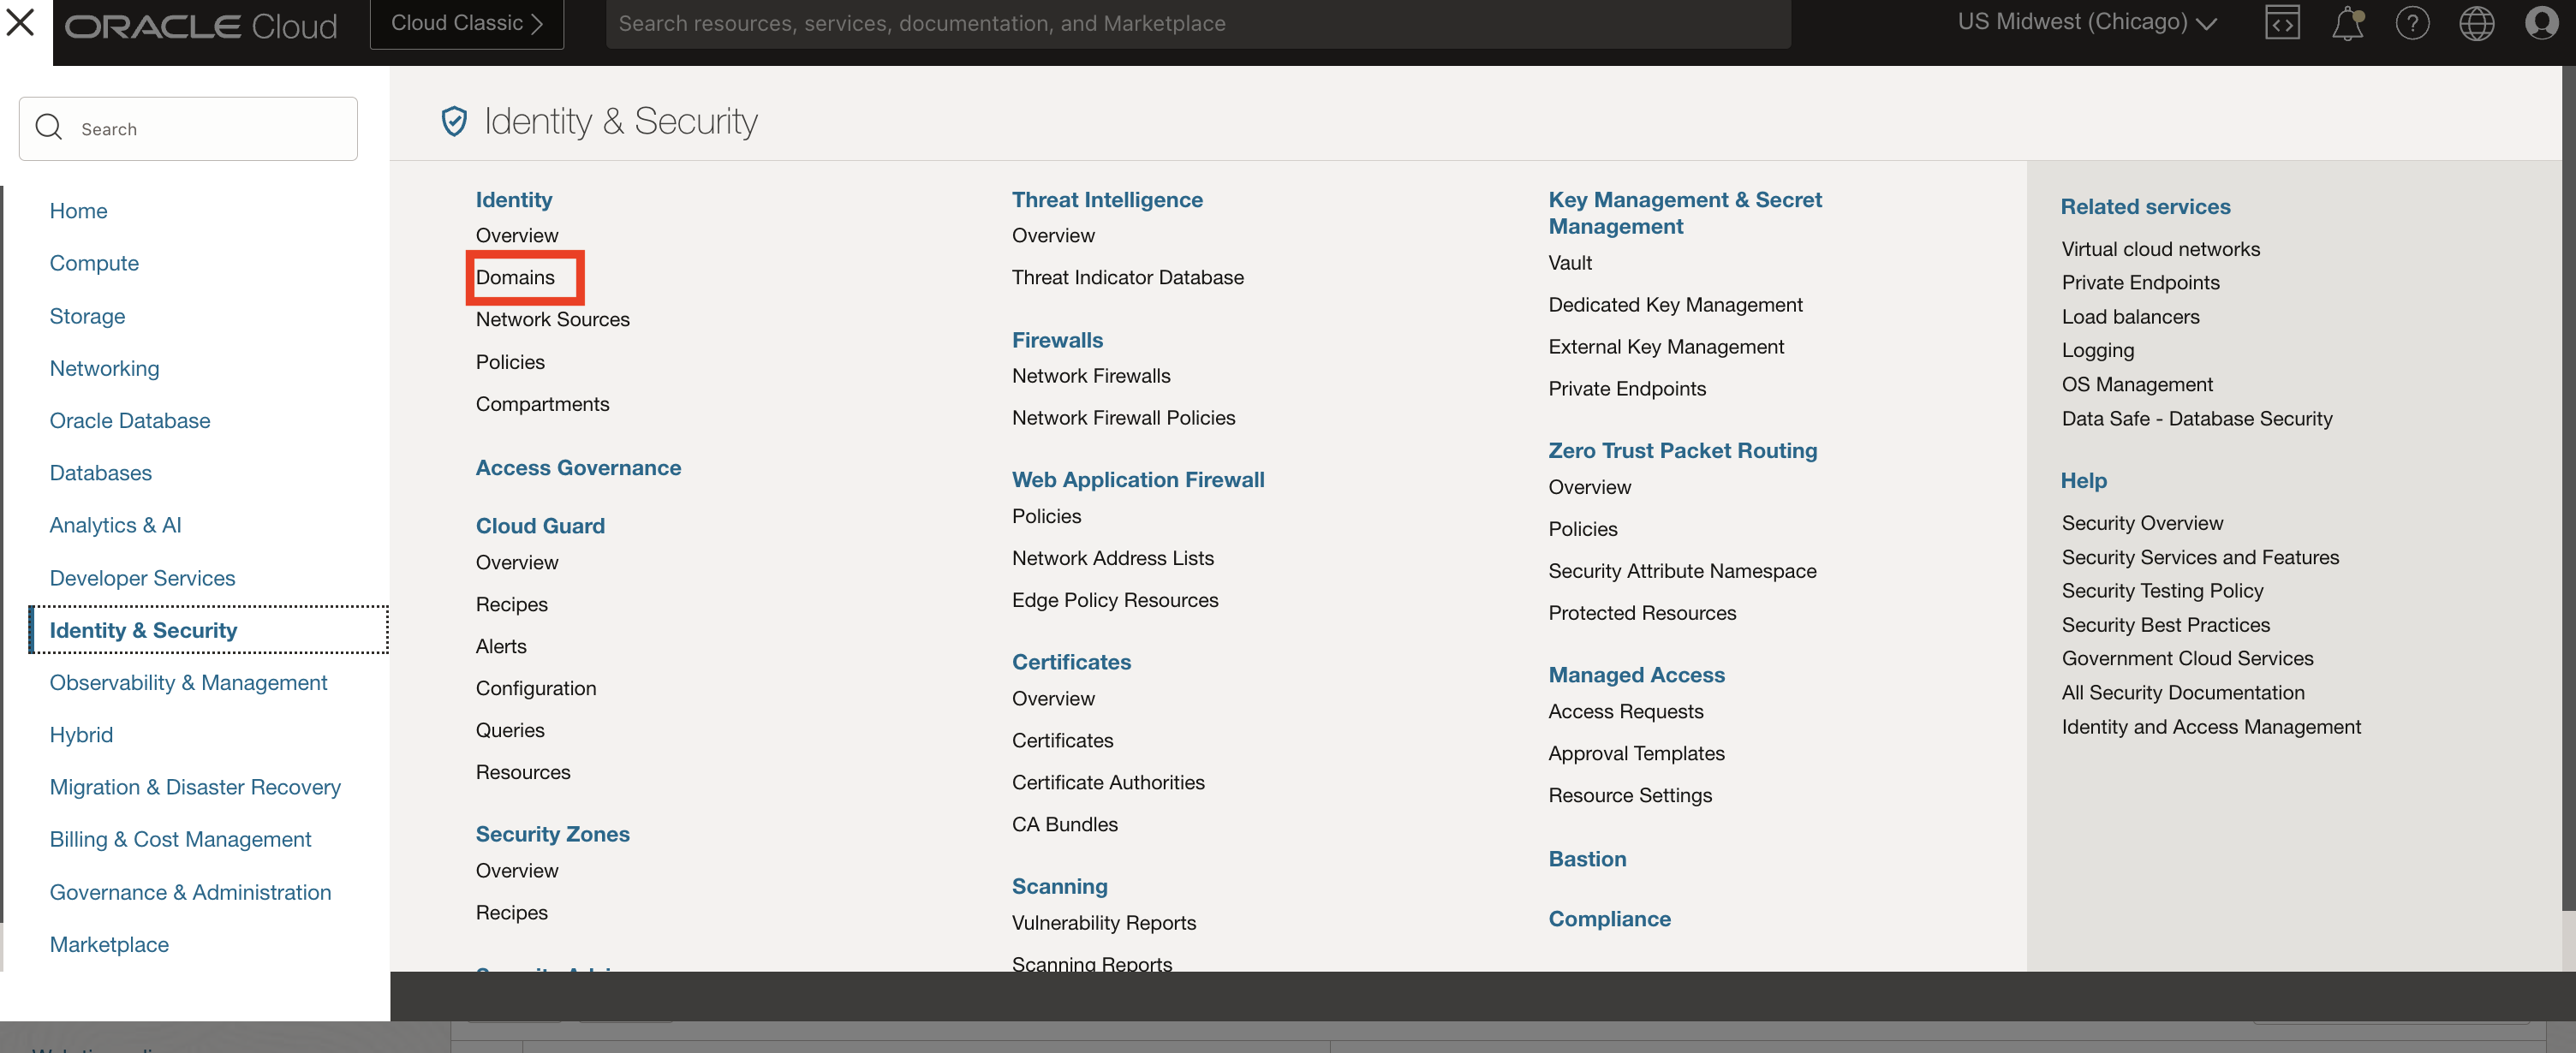 ORACLE Cloud
Cloud Classic
Search resources, services, documentation, and Marketplace
US Midwest (Chicago)
Search
Home
Compute
Storage
Networking
Oracle Database
Databases
Analytics & AI
Developer Services
Identity & Security
Observability & Management
Hybrid
Migration & Disaster Recovery
Billing & Cost Management
Governance & Administration
Marketplace
Identity & Security
Identity
Overview
Domains
Network Sources
Policies
Compartments
Access Governance
Cloud Guard
Overview
Recipes
Alerts
Configuration
Queries
Resources
Security Zones
Overview
Recipes
Threat Intelligence
Overview
Threat Indicator Database
Firewalls
Network Firewalls
Network Firewall Policies
Web Application Firewall
Policies
Network Address Lists
Edge Policy Resources
Certificates
Overview
Certificates
Certificate Authorities
CA Bundles
Scanning
Vulnerability Reports
Scanning Reports
Key Management & Secret
Management
Vault
Dedicated Key Management
External Key Management
Private Endpoints
Zero Trust Packet Routing
Overview
Policies
Security Attribute Namespace
Protected Resources
Managed Access
Access Requests
Approval Templates
Resource Settings
Bastion
Compliance
Related services
Virtual cloud networks
Private Endpoints
Load balancers
Logging
OS Management
Data Safe - Database Security
Help
Security Overview
Security Services and Features
Security Testing Policy
Security Best Practices
Government Cloud Services
All Security Documentation
Identity and Access Management